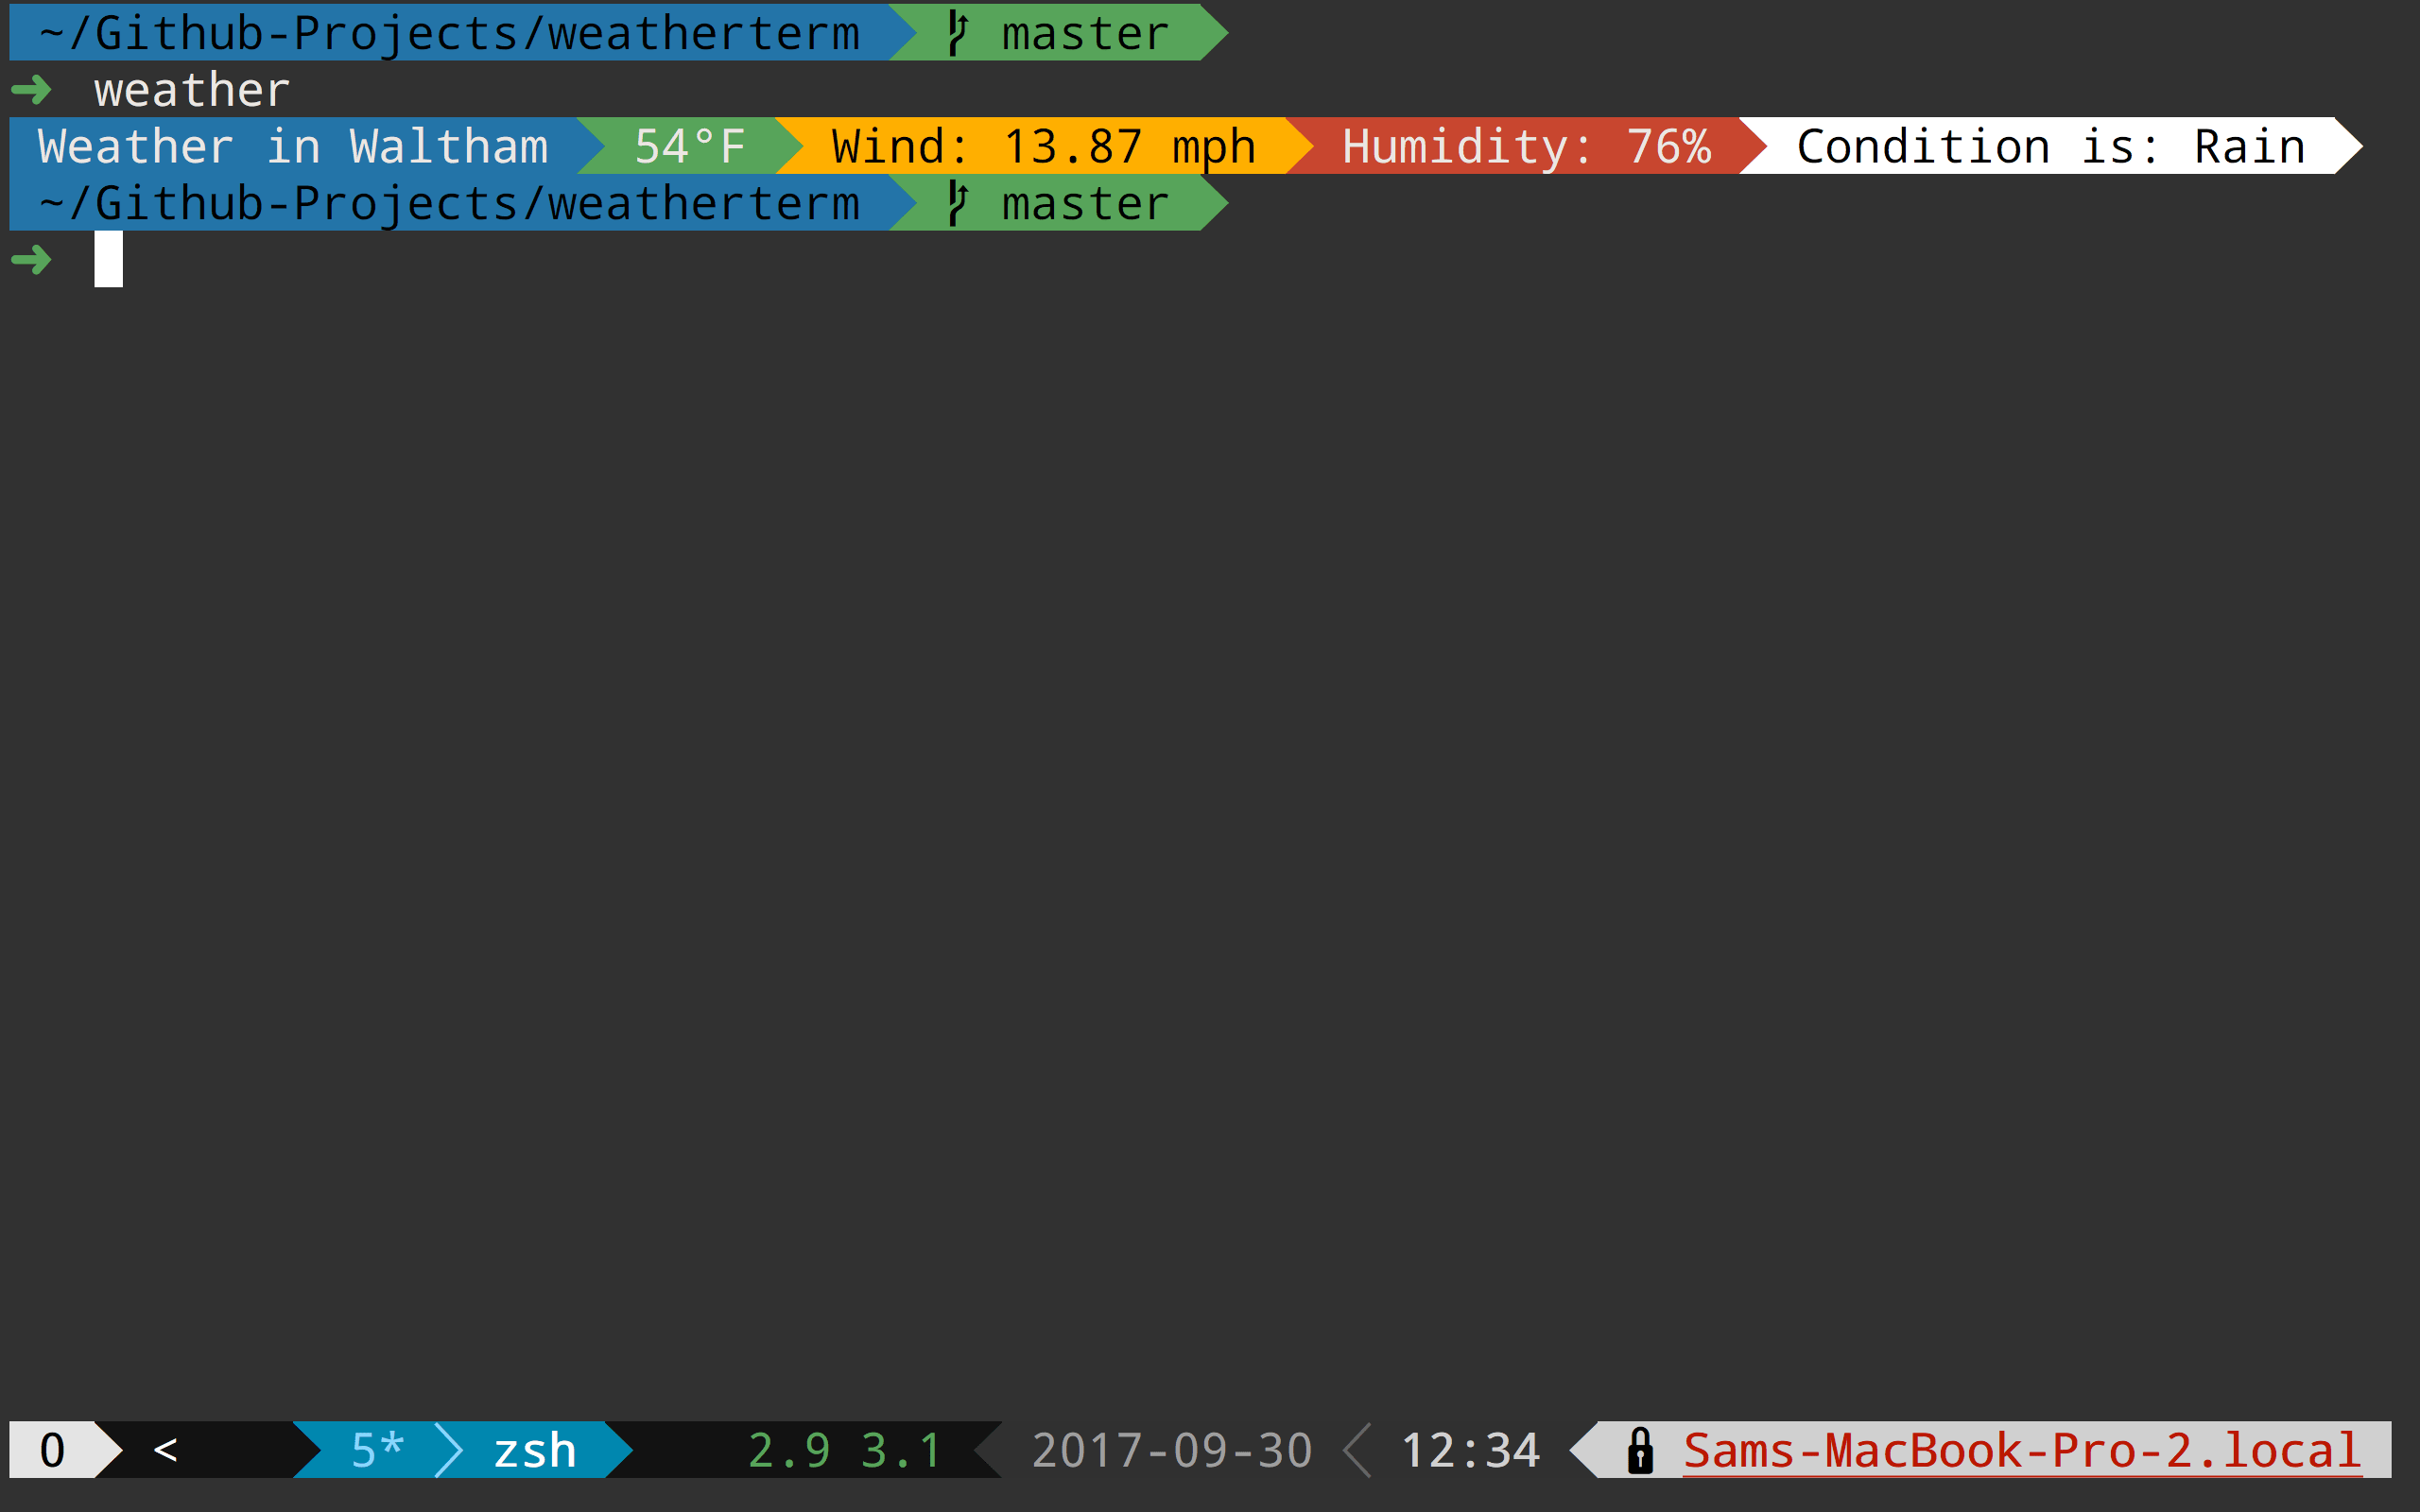 ~/Github-Projects/weatherterm master
➜ weather
Weather in Waltham 54°F Wind: 13.87 mph Humidity: 76% Condition is: Rain
~/Github-Projects/weatherterm master
➜
0 < 5* zsh 2.9 3.1 2017-09-30 12:34 Sams-MacBook-Pro-2.local